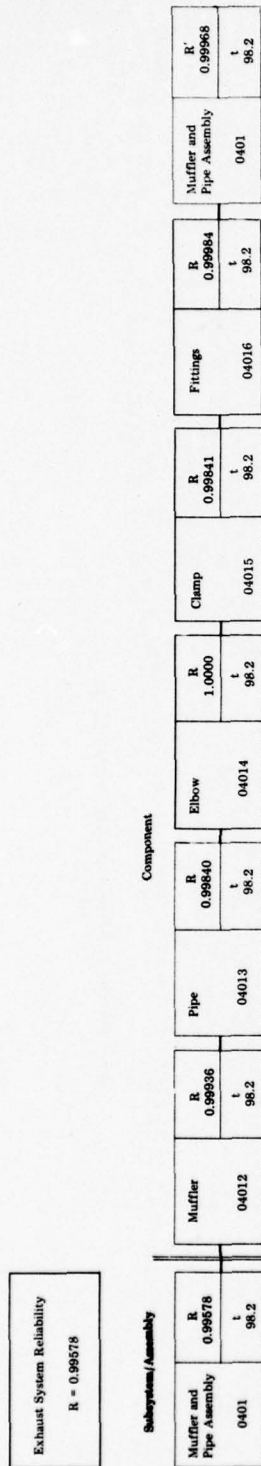 Exhaust System Reliability
R = 0.99578
Subsystem/Assembly
Component
Muffler and
Pipe Assembly
0401
R
0.99578
t
98.2
Muffler
04012
R
0.99936
t
98.2
Pipe
04013
R
0.99840
t
98.2
Elbow
04014
R
1.0000
t
98.2
Clamp
04015
R
0.99841
t
98.2
Fittings
04016
R
0.99984
t
98.2
Muffler and
Pipe Assembly
0401
R'
0.99968
t
98.2